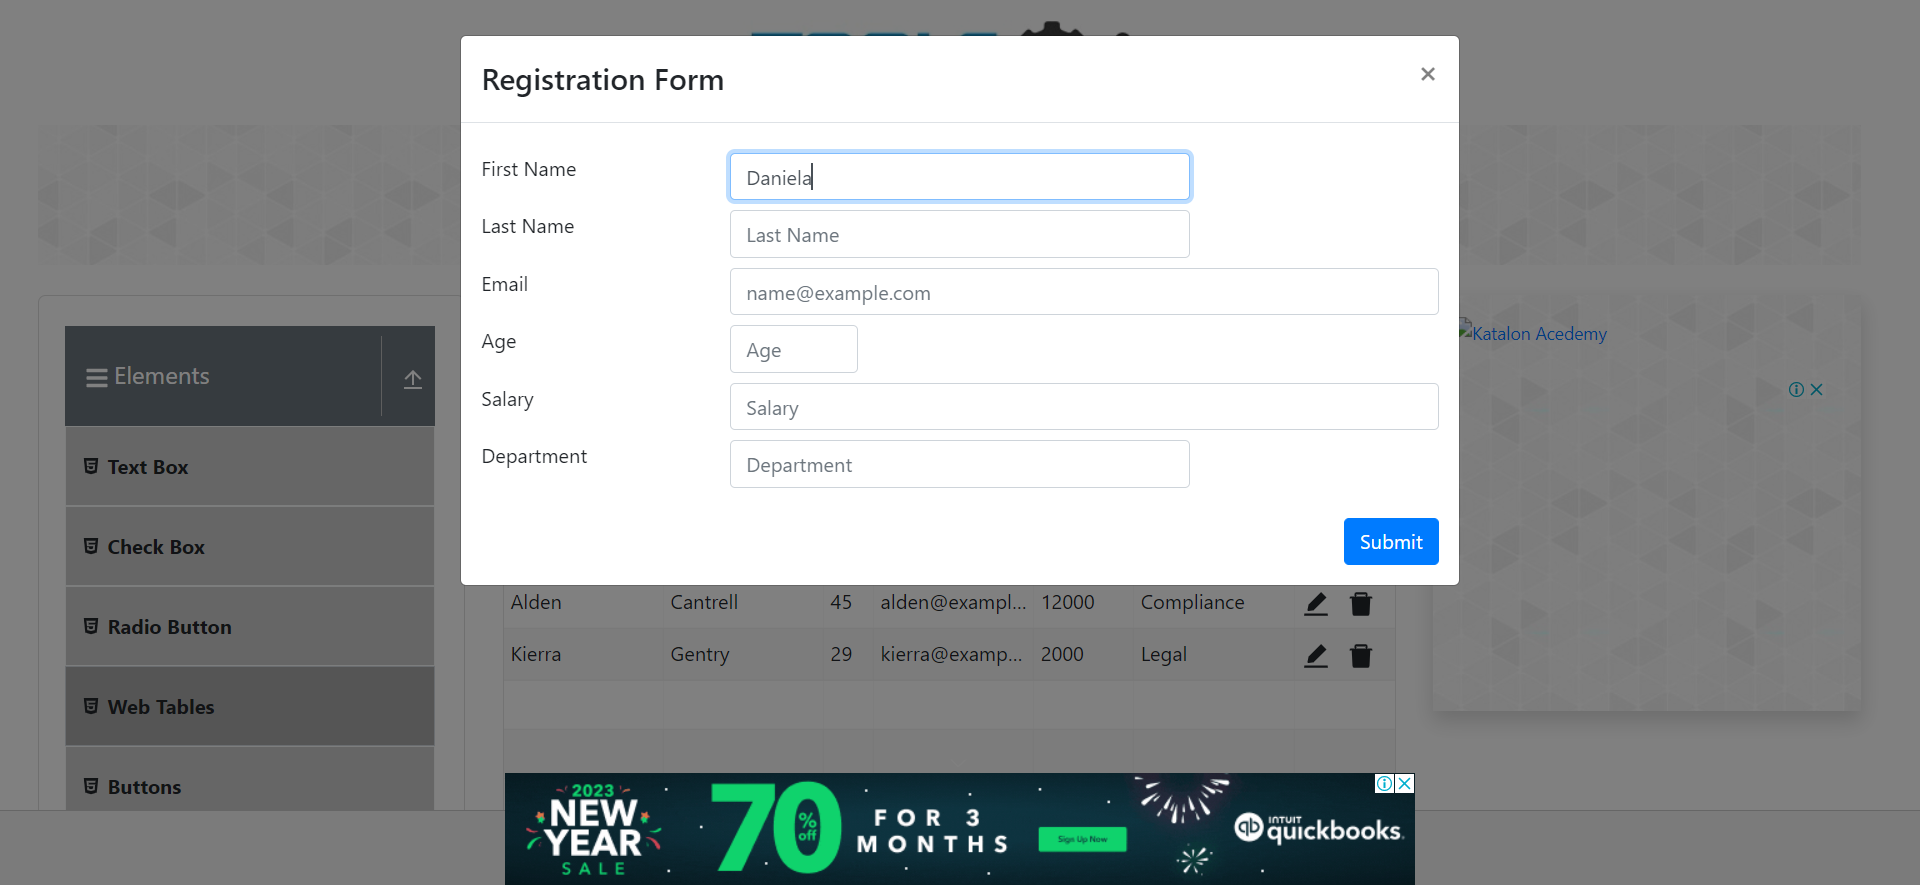 Registration Form
×
First Name
Daniela
Last Name
Last Name
Email
name@example.com
Age
Age
Salary
Salary
Department
Department
Submit
Elements
Text Box
Check Box
Radio Button
Web Tables
Buttons
Alden Cantrell 45 alden@exampl... 12000 Compliance
Kierra Gentry 29 kierra@examp... 2000 Legal
Katalon Acedemy
2023
NEW
YEAR
SALE
70 % off
FOR 3
MONTHS
Sign Up Now
INTUIT
quickbooks.